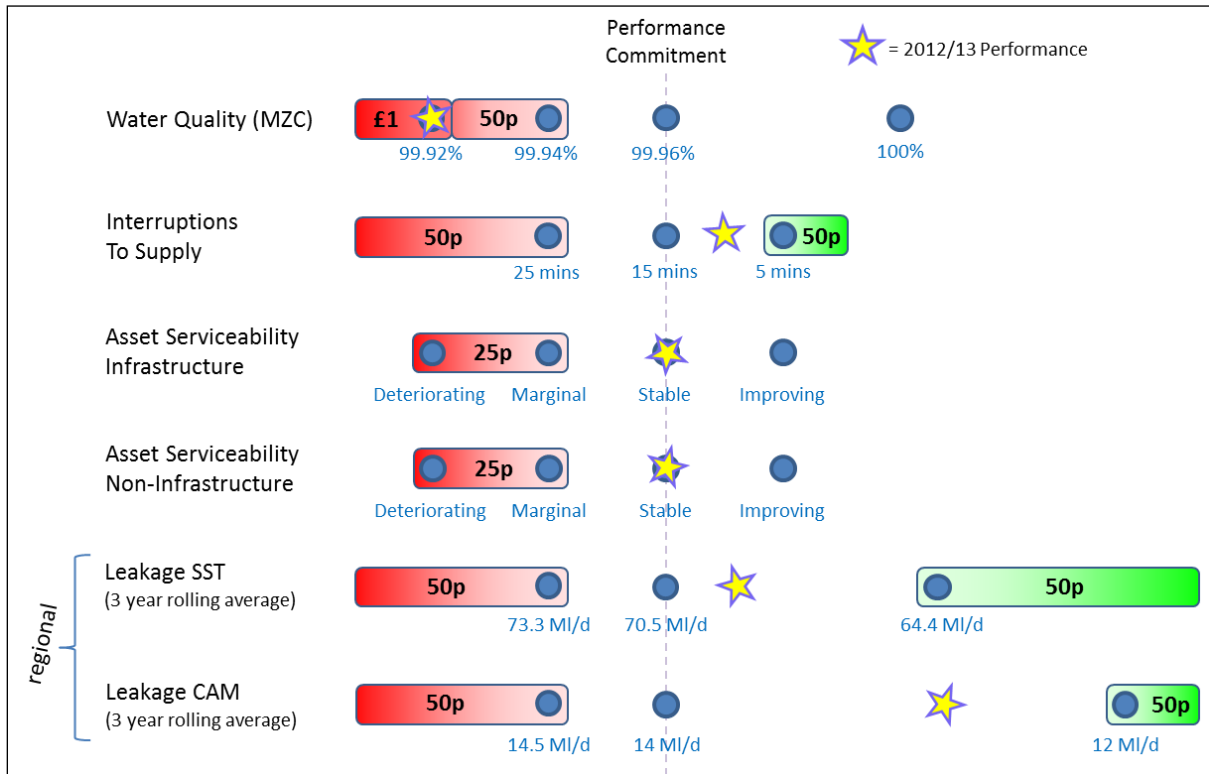 Performance
Commitment
= 2012/13 Performance
Water Quality (MZC)
£1
50p
99.92%
99.94%
99.96%
100%
Interruptions
To Supply
50p
50p
25 mins
15 mins
5 mins
Asset Serviceability
Infrastructure
25p
Deteriorating
Marginal
Stable
Improving
Asset Serviceability
Non-Infrastructure
25p
Deteriorating
Marginal
Stable
Improving
regional
Leakage SST
(3 year rolling average)
50p
50p
73.3 Ml/d
70.5 Ml/d
64.4 Ml/d
Leakage CAM
(3 year rolling average)
50p
50p
14.5 Ml/d
14 Ml/d
12 Ml/d